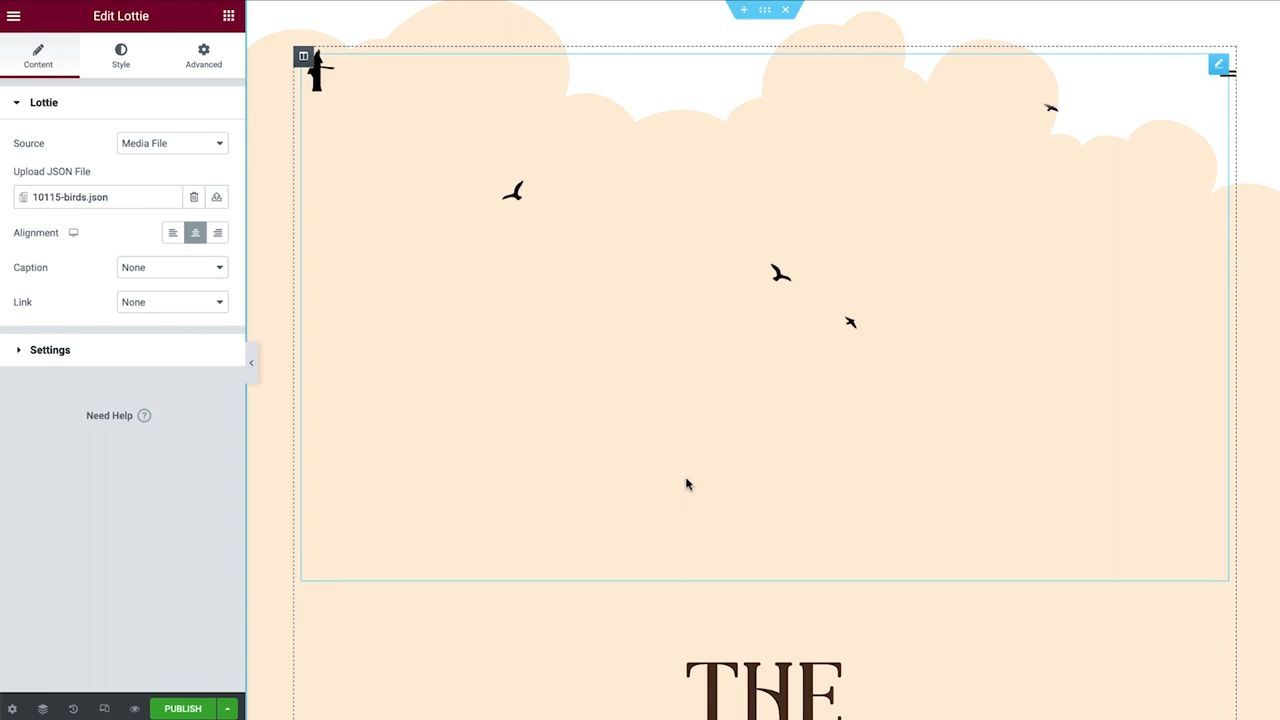 Edit Lottie
Content
Style
Advanced
Lottie
Source
Media File
Upload JSON File
10115-birds.json
Alignment
Caption
None
Link
None
Settings
Need Help ?
PUBLISH
THE